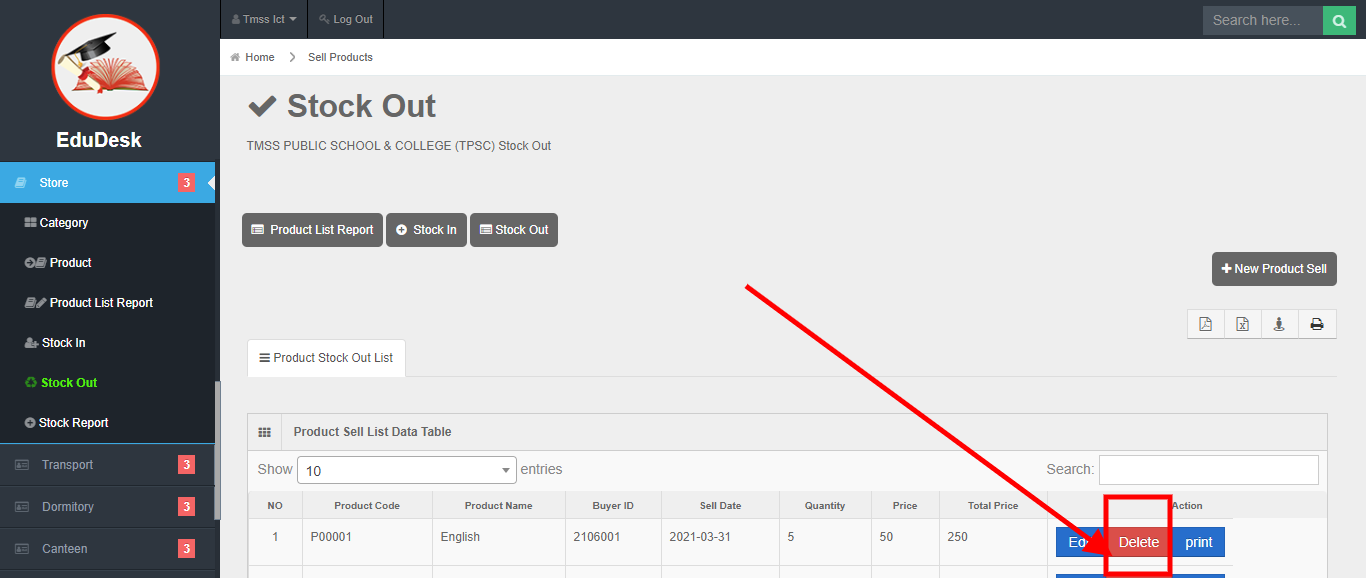 Tmss Ict
Log Out
Search here...
EduDesk
Home
Sell Products
Stock Out
TMSS PUBLIC SCHOOL & COLLEGE (TPSC) Stock Out
Store 3
Category
Product
Product List Report
Stock In
Stock Out
Stock Report
Transport 3
Dormitory 3
Canteen 3
Product List Report
Stock In
Stock Out
New Product Sell
Product Stock Out List
Product Sell List Data Table
Show 10 entries
Search:
NO Product Code Product Name Buyer ID Sell Date Quantity Price Total Price Action
1 P00001 English 2106001 2021-03-31 5 50 250 Delete print